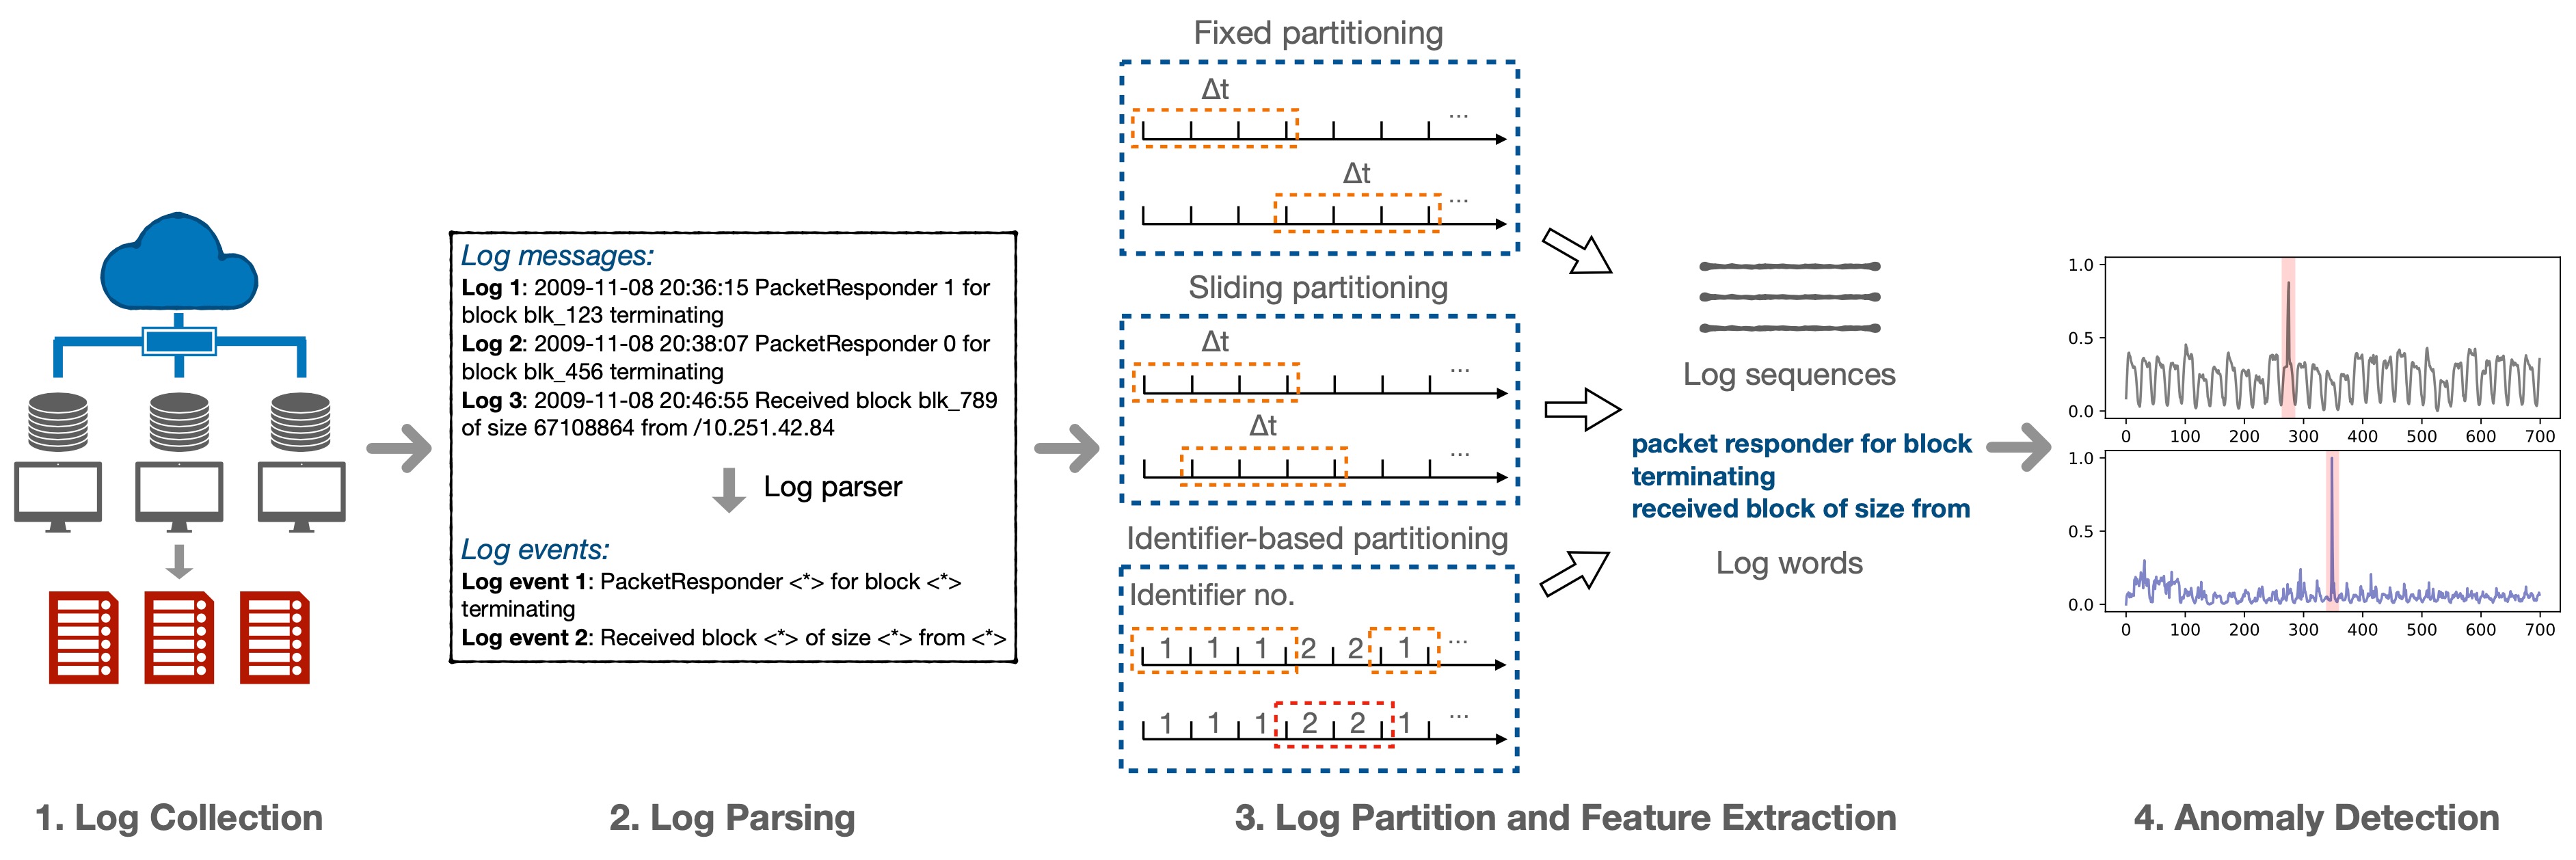 Log messages:
Log 1: 2009-11-08 20:36:15 PacketResponder 1 for
block blk_123 terminating
Log 2: 2009-11-08 20:38:07 PacketResponder 0 for
block blk_456 terminating
Log 3: 2009-11-08 20:46:55 Received block blk_789
of size 67108864 from /10.251.42.84
Log parser
Log events:
Log event 1: PacketResponder <*> for block <*>
terminating
Log event 2: Received block <*> of size <*> from <*>
Fixed partitioning
Δt
...
Δt
...
Sliding partitioning
Δt
...
Δt
...
Identifier-based partitioning
Identifier no.
1 1 1 2 2 1 ...
1 1 1 2 2 1 ...
Log sequences
packet responder for block
terminating
received block of size from
Log words
1.0
0.5
0.0
0 100 200 300 400 500 600 700
1.0
0.5
0.0
0 100 200 300 400 500 600 700
1. Log Collection
2. Log Parsing
3. Log Partition and Feature Extraction
4. Anomaly Detection